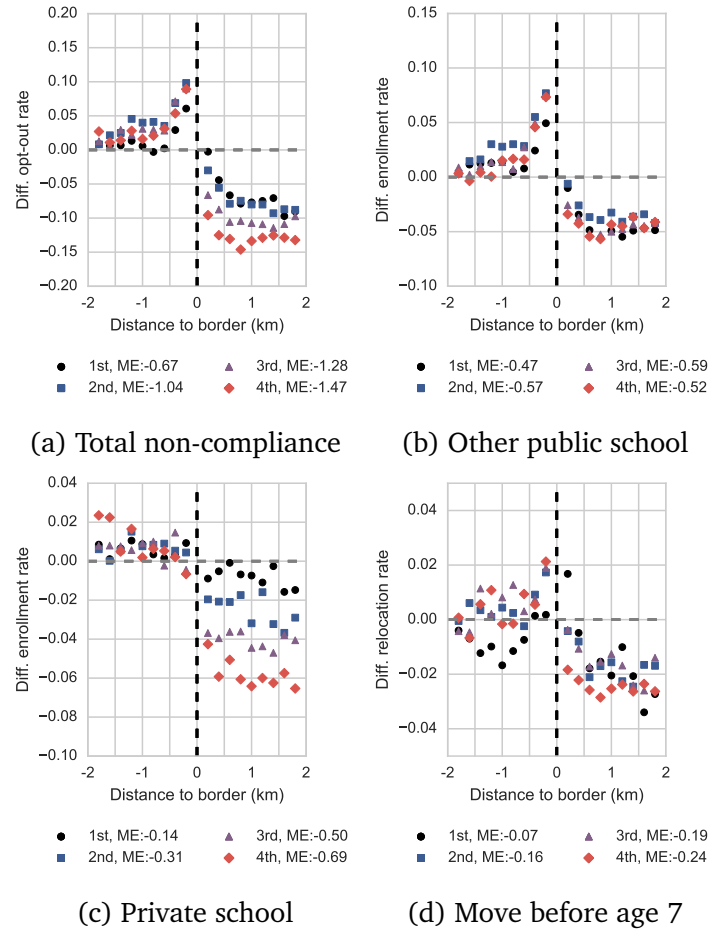 0.20
0.15
0.10
0.05
0.00
−0.05
−0.10
−0.15
−0.20
Diff. opt-out rate
-2 -1 0 1 2
Distance to border (km)
1st, ME:-0.67
3rd, ME:-1.28
2nd, ME:-1.04
4th, ME:-1.47
(a) Total non-compliance
0.15
0.10
0.05
0.00
−0.05
−0.10
Diff. enrollment rate
-2 -1 0 1 2
Distance to border (km)
1st, ME:-0.47
3rd, ME:-0.59
2nd, ME:-0.57
4th, ME:-0.52
(b) Other public school
0.04
0.02
0.00
−0.02
−0.04
−0.06
−0.08
−0.10
Diff. enrollment rate
-2 -1 0 1 2
Distance to border (km)
1st, ME:-0.14
3rd, ME:-0.50
2nd, ME:-0.31
4th, ME:-0.69
(c) Private school
0.04
0.02
0.00
−0.02
−0.04
Diff. relocation rate
-2 -1 0 1 2
Distance to border (km)
1st, ME:-0.07
3rd, ME:-0.19
2nd, ME:-0.16
4th, ME:-0.24
(d) Move before age 7